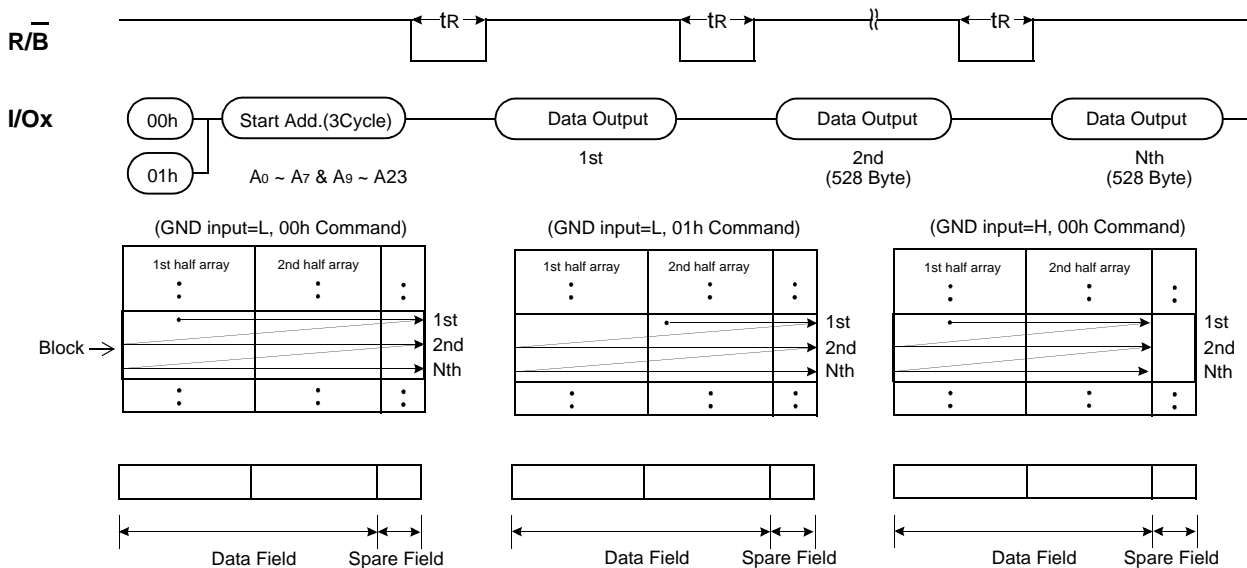 tR tR tR
R/B
I/Ox
00h Start Add.(3Cycle) Data Output Data Output Data Output
01h A0 ~ A7 & A9 ~ A23 1st 2nd Nth
(528 Byte) (528 Byte)
(GND input=L, 00h Command) (GND input=L, 01h Command) (GND input=H, 00h Command)
1st half array 2nd half array 1st half array 2nd half array 1st half array 2nd half array
1st 1st 1st
Block 2nd 2nd 2nd
Nth Nth Nth
Data Field Spare Field Data Field Spare Field Data Field Spare Field